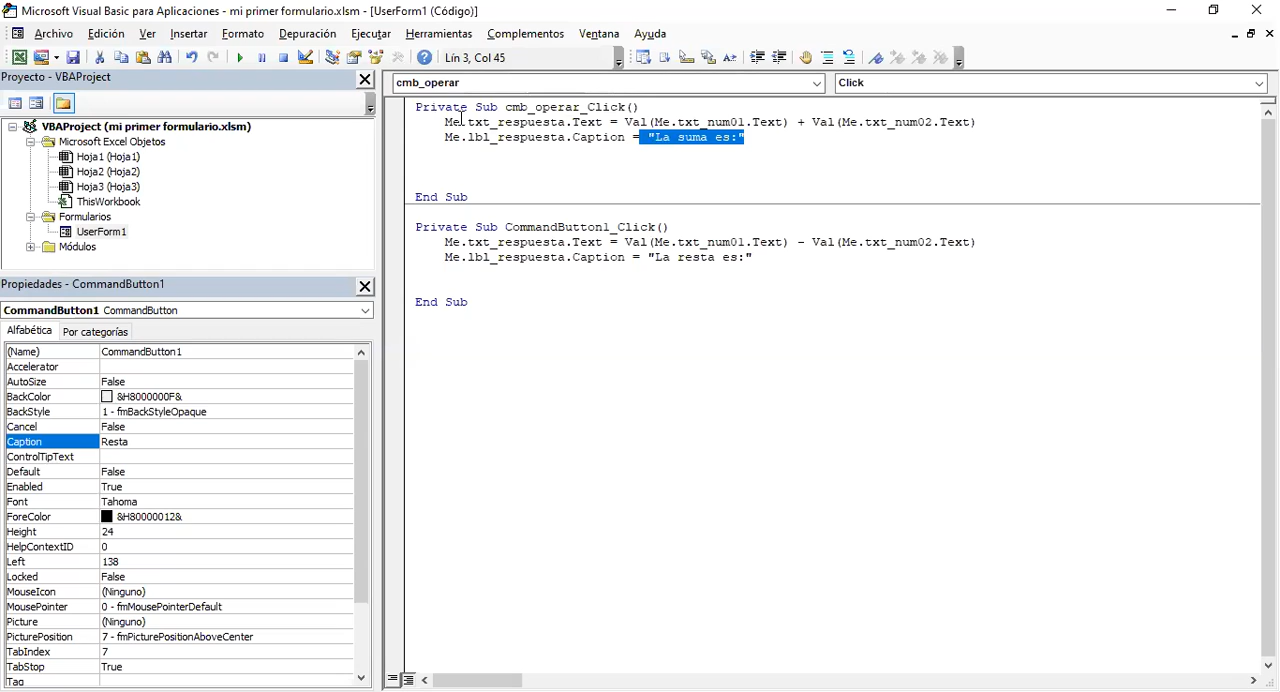 Microsoft Visual Basic para Aplicaciones - mi primer formulario.xlsm - [UserForm1 (Código)]
Archivo Edición Ver Insertar Formato Depuración Ejecutar Herramientas Complementos Ventana Ayuda
Lín 3, Col 45
Proyecto - VBAProject
VBAProject (mi primer formulario.xlsm)
Microsoft Excel Objetos
Hoja1 (Hoja1)
Hoja2 (Hoja2)
Hoja3 (Hoja3)
ThisWorkbook
Formularios
UserForm1
Módulos
Propiedades - CommandButton1
CommandButton1 CommandButton
Alfabética Por categorías
(Name) CommandButton1
Accelerator
AutoSize False
BackColor &H8000000F&
BackStyle 1 - fmBackStyleOpaque
Cancel False
Caption Resta
ControlTipText
Default False
Enabled True
Font Tahoma
ForeColor &H80000012&
Height 24
HelpContextID 0
Left 138
Locked False
MouseIcon (Ninguno)
MousePointer 0 - fmMousePointerDefault
Picture (Ninguno)
PicturePosition 7 - fmPicturePositionAboveCenter
TabIndex 7
TabStop True
Tag
cmb_operar Click
Private Sub cmb_operar_Click()
Me.txt_respuesta.Text = Val(Me.txt_num01.Text) + Val(Me.txt_num02.Text)
Me.lbl_respuesta.Caption = "La suma es:"
End Sub
Private Sub CommandButton1_Click()
Me.txt_respuesta.Text = Val(Me.txt_num01.Text) - Val(Me.txt_num02.Text)
Me.lbl_respuesta.Caption = "La resta es:"
End Sub